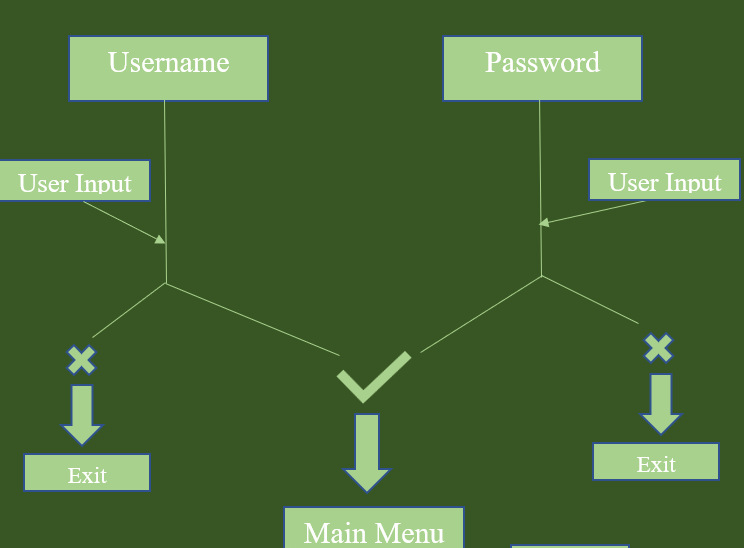 Username
Password
User Input
User Input
Exit
Exit
Main Menu